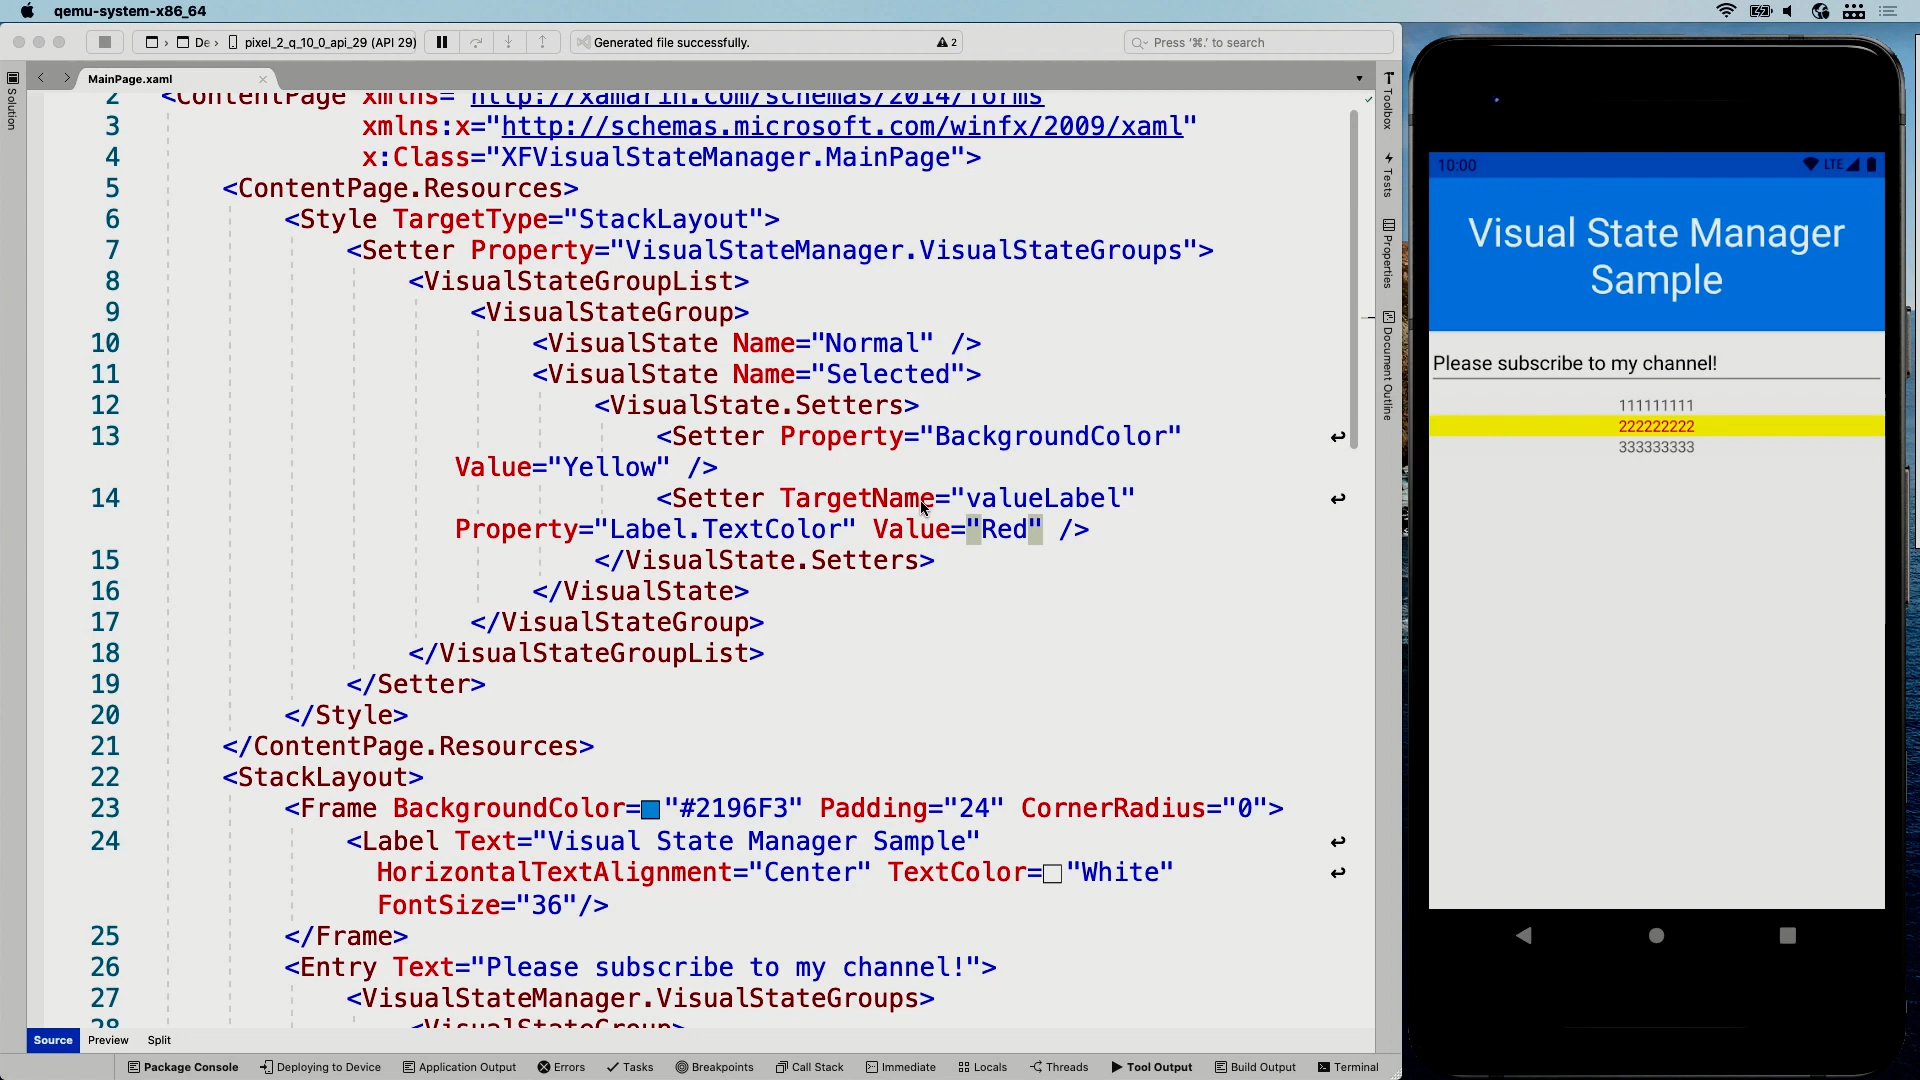 qemu-system-x86_64
De
pixel_2_q_10_0_api_29 (API 29)
Generated file successfully.
2
Press '⌘.' to search
Solution
MainPage.xaml
2 <ContentPage xmlns="http://xamarin.com/schemas/2014/forms
3 xmlns:x="http://schemas.microsoft.com/winfx/2009/xaml"
4 x:Class="XFVisualStateManager.MainPage">
5 <ContentPage.Resources>
6 <Style TargetType="StackLayout">
7 <Setter Property="VisualStateManager.VisualStateGroups">
8 <VisualStateGroupList>
9 <VisualStateGroup>
10 <VisualState Name="Normal" />
11 <VisualState Name="Selected">
12 <VisualState.Setters>
13 <Setter Property="BackgroundColor"
Value="Yellow" />
14 <Setter TargetName="valueLabel"
Property="Label.TextColor" Value="Red" />
15 </VisualState.Setters>
16 </VisualState>
17 </VisualStateGroup>
18 </VisualStateGroupList>
19 </Setter>
20 </Style>
21 </ContentPage.Resources>
22 <StackLayout>
23 <Frame BackgroundColor="#2196F3" Padding="24" CornerRadius="0">
24 <Label Text="Visual State Manager Sample"
HorizontalTextAlignment="Center" TextColor="White"
FontSize="36"/>
25 </Frame>
26 <Entry Text="Please subscribe to my channel!">
27 <VisualStateManager.VisualStateGroups>
28 <VisualStateGroup>
Toolbox
Tests
Properties
Document Outline
Source
Preview
Split
Package Console
Deploying to Device
Application Output
Errors
Tasks
Breakpoints
Call Stack
Immediate
Locals
Threads
Tool Output
Build Output
Terminal
10:00
LTE
Visual State Manager
Sample
Please subscribe to my channel!
111111111
222222222
333333333